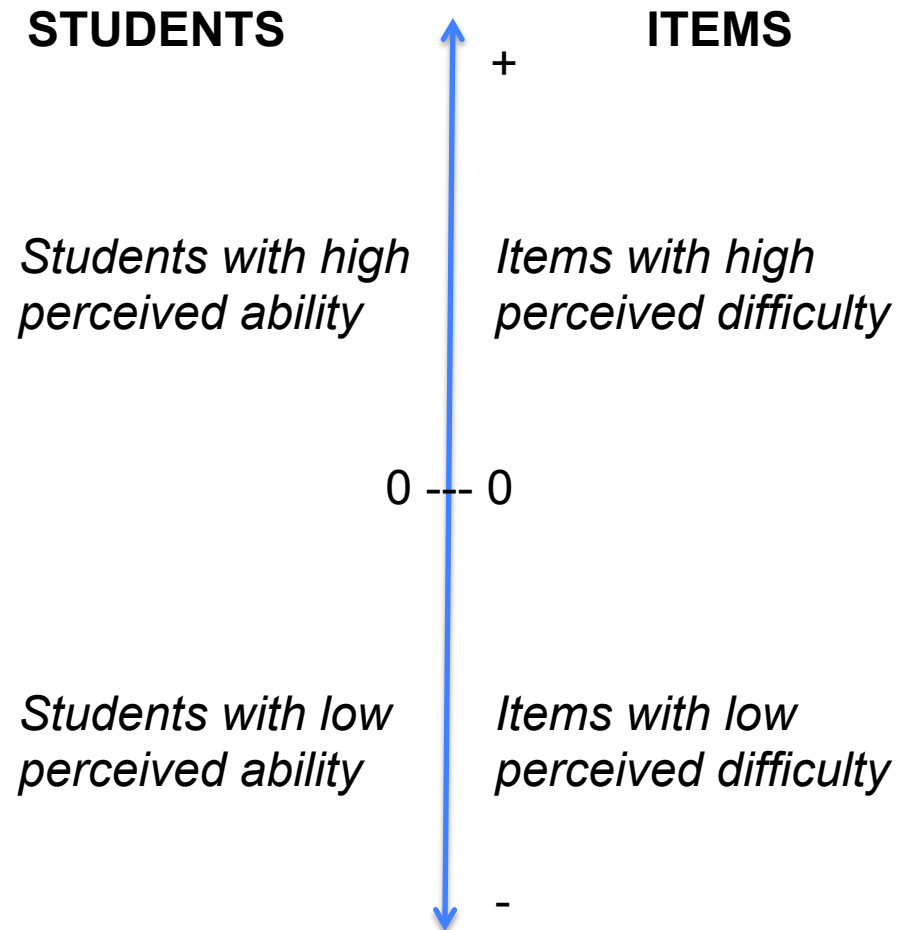 STUDENTS
ITEMS
+
Students with high
perceived ability
Items with high
perceived difficulty
0 --- 0
Students with low
perceived ability
Items with low
perceived difficulty
-